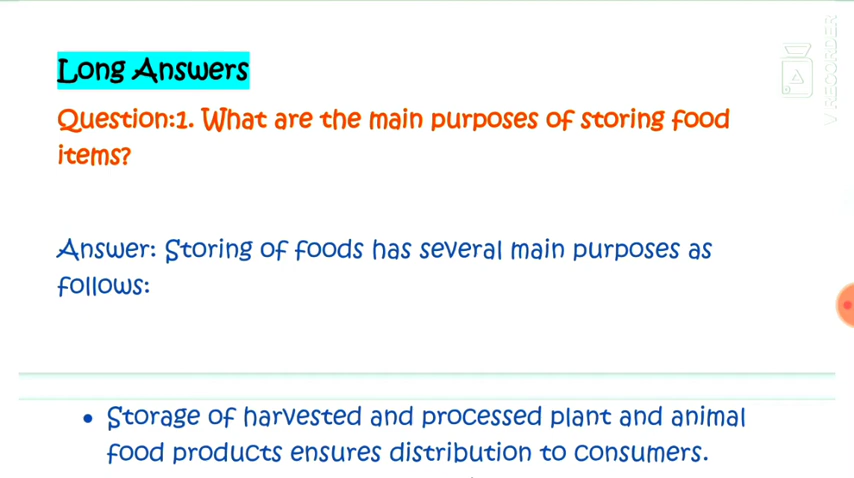 Long Answers
V RECORDER
Question:1. What are the main purposes of storing food
items?
Answer: Storing of foods has several main purposes as
follows:
• Storage of harvested and processed plant and animal
food products ensures distribution to consumers.